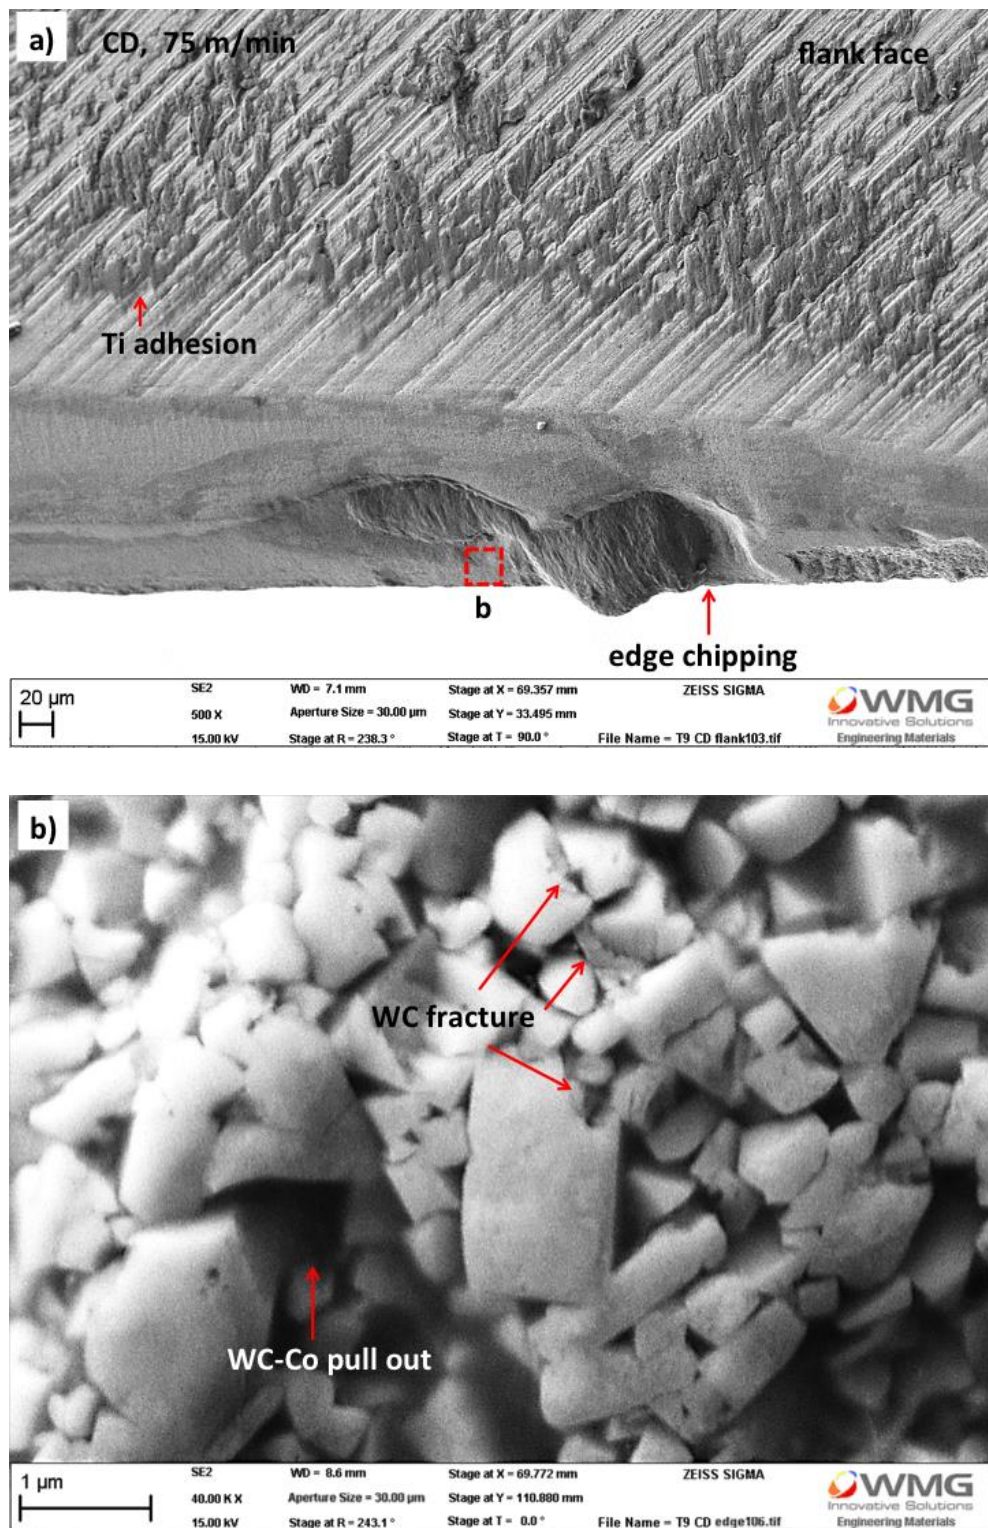 a)
CD, 75 m/min
flank face
Ti adhesion
b
edge chipping
20 µm
SE2
WD = 7.1 mm
Stage at X = 69.357 mm
ZEISS SIGMA
500 X
Aperture Size = 30.00 µm
Stage at Y = 33.495 mm
15.00 kV
Stage at R = 238.3 °
Stage at T = 90.0 °
File Name = T9 CD flank103.tif
WMG
Innovative Solutions
Engineering Materials
b)
WC fracture
WC-Co pull out
1 µm
SE2
WD = 8.6 mm
Stage at X = 69.772 mm
ZEISS SIGMA
40.00 K X
Aperture Size = 30.00 µm
Stage at Y = 110.880 mm
15.00 kV
Stage at R = 243.1 °
Stage at T = 0.0 °
File Name = T9 CD edge106.tif
WMG
Innovative Solutions
Engineering Materials